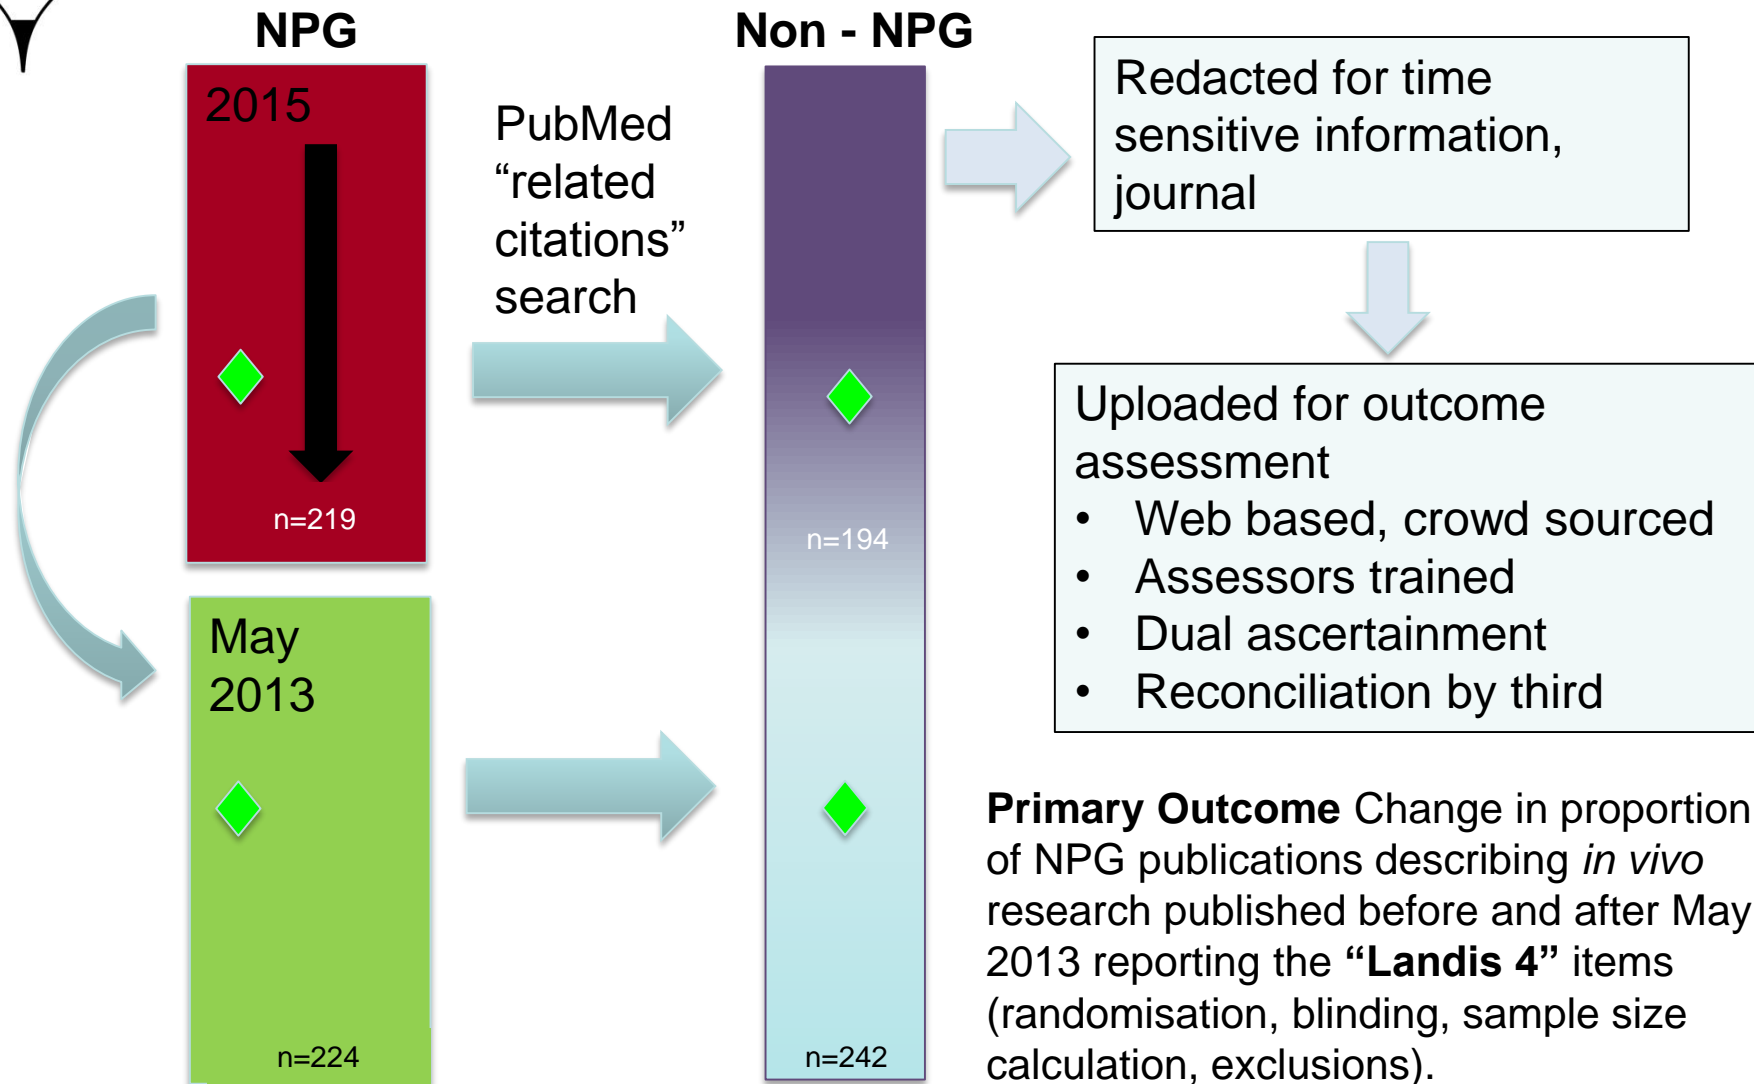 NPG
2015
n=219
May
2013
n=224
PubMed
“related
citations”
search
Non - NPG
n=194
n=242
Redacted for time
sensitive information,
journal
Uploaded for outcome
assessment
• Web based, crowd sourced
• Assessors trained
• Dual ascertainment
• Reconciliation by third
Primary Outcome Change in proportion
of NPG publications describing in vivo
research published before and after May
2013 reporting the “Landis 4” items
(randomisation, blinding, sample size
calculation, exclusions).